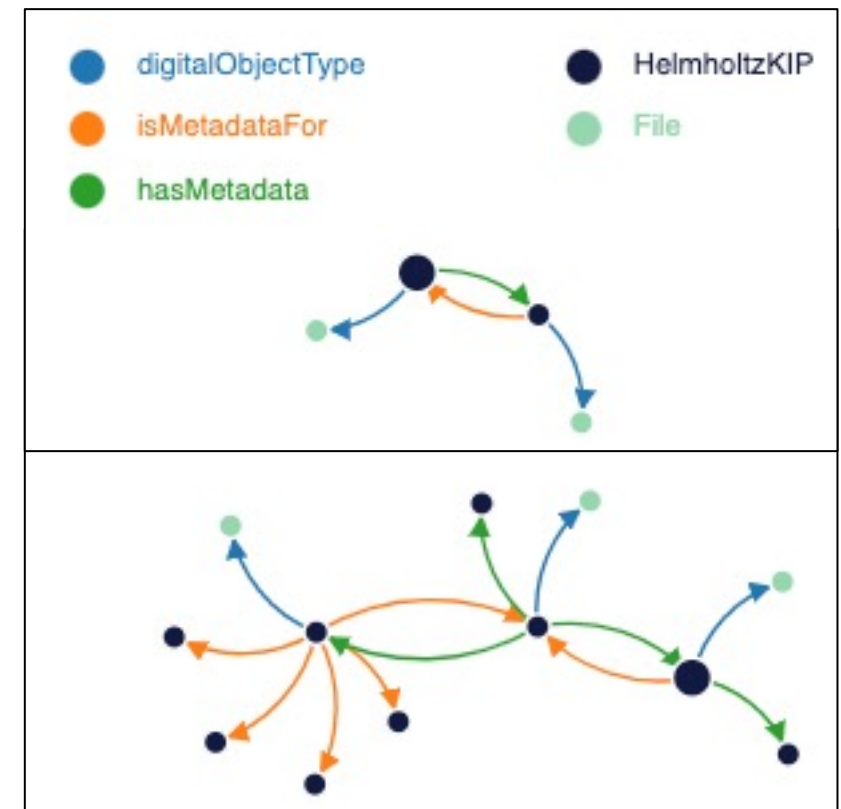 digitalObjectType
isMetadataFor
hasMetadata
HelmholtzKIP
File